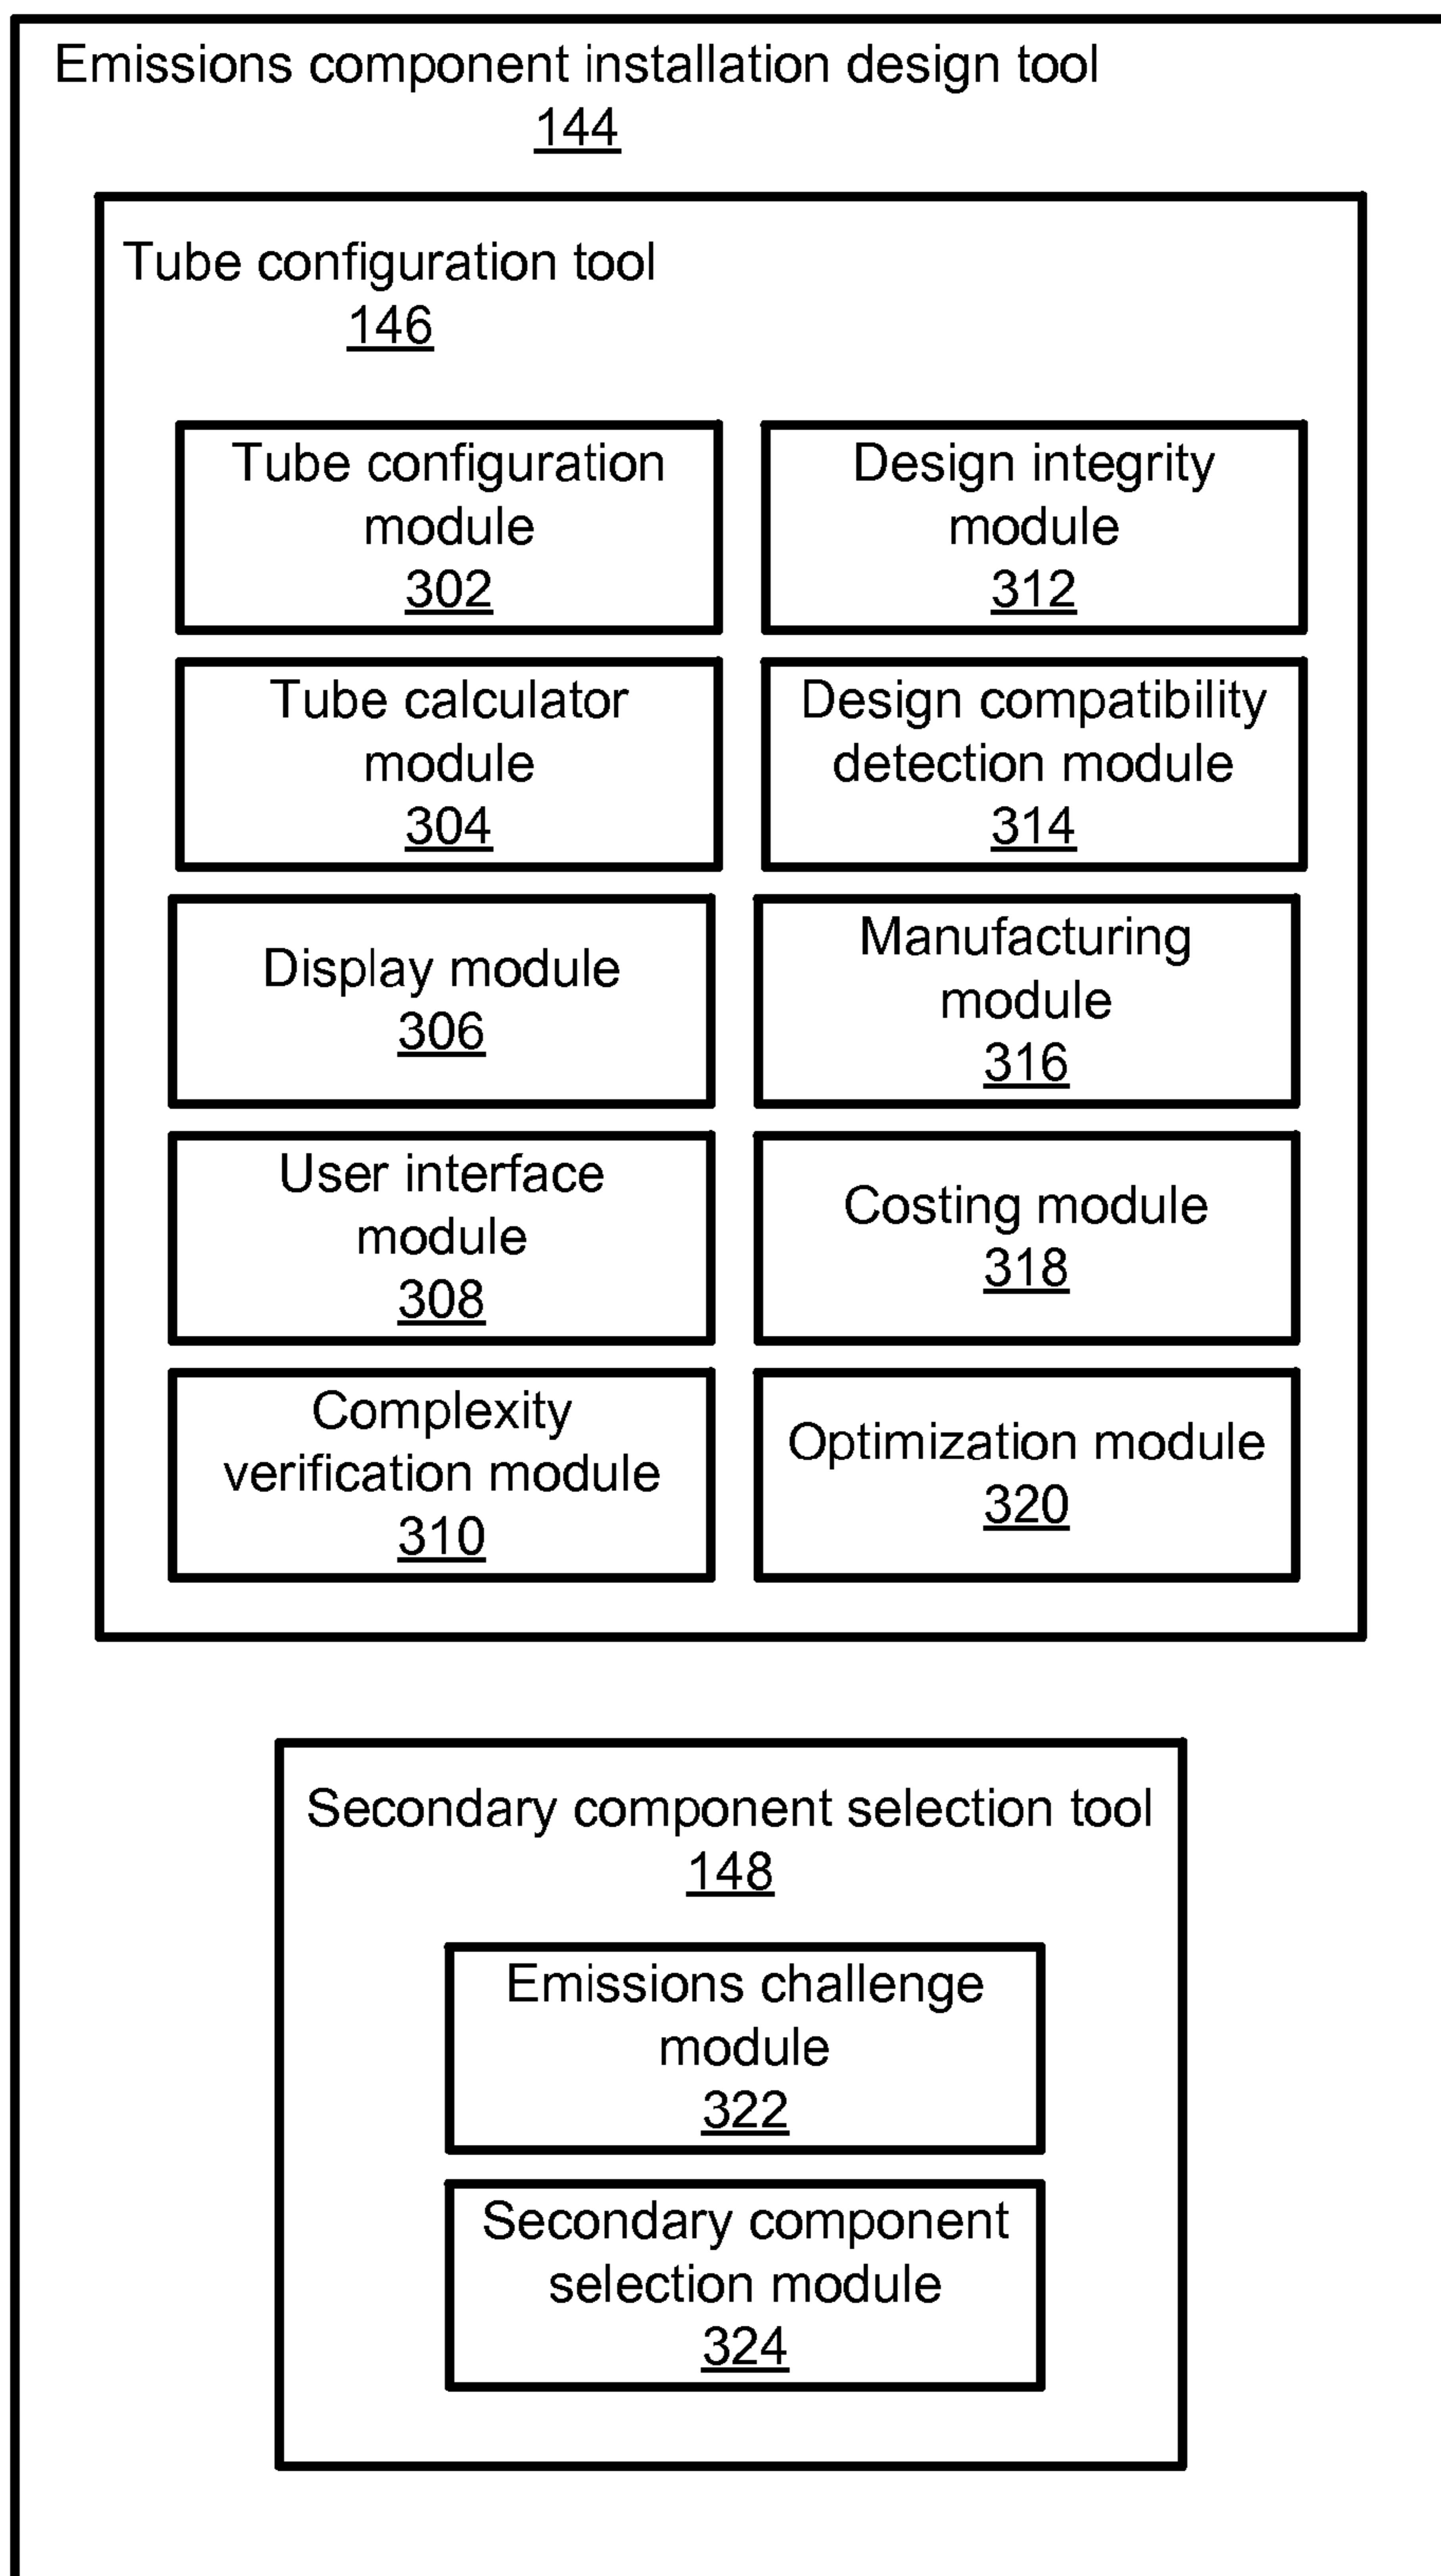 Emissions component installation design tool
144
Tube configuration tool
146
Tube configuration
module
302
Design integrity
module
312
Tube calculator
module
304
Design compatibility
detection module
314
Display module
306
Manufacturing
module
316
User interface
module
308
Costing module
318
Complexity
verification module
310
Optimization module
320
Secondary component selection tool
148
Emissions challenge
module
322
Secondary component
selection module
324